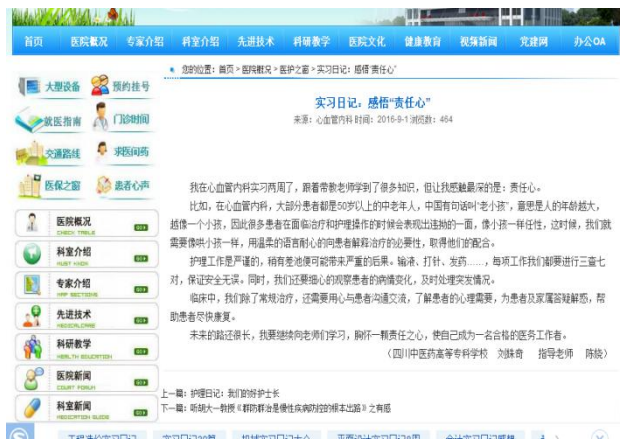 首页 医院概况 专家介绍 科室介绍 先进技术 科研教学 医院文化 健康教育 视频新闻 党建网 办公OA
您的位置：首页 > 医院概况 > 医护之窗 > 实习日记：感悟“责任心”
大型设备 预约挂号
就医指南 门诊时间
交通路线 求医问药
医保之窗 患者心声
医院概况
CHECK TABLE
GO
科室介绍
GO
专家介绍
GO
先进技术
MEDICALCARE
GO
科研教学
HEALTH EDUCATION
GO
医院新闻
COURT FORUM
GO
科室新闻
MEDICATION GUIDE
GO
实习日记：感悟“责任心”
来源：心血管内科 时间：2016-9-1 浏览数：464
我在心血管内科实习两周了，跟着带教老师学到了很多知识，但让我感触最深的是：责任心。
比如，在心血管内科，大部分患者都是50岁以上的中老年人，中国有句古话叫“老小孩”，意思是人的年龄越大，
越像一个小孩，因此很多患者在面临治疗和护理操作的时候会表现出违拗的一面，像小孩一样任性，这时候，我们就
需要像哄小孩一样，用温柔的语言耐心的向患者解释治疗的必要性，取得他们的配合。
护理工作是严谨的，稍有差池便可能带来严重的后果。输液、打针、发药……，每项工作我们都要进行三查七
对，保证安全无误。同时，我们还要细心的观察患者的病情变化，及时处理突发情况。
临床中，我们除了常规治疗，还需要用心与患者沟通交流，了解患者的心理需要，为患者及家属答疑解惑，帮
助患者尽快康复。
未来的路还很长，我要继续向老师们学习，胸怀一颗责任之心，使自己成为一名合格的医务工作者。
（四川中医药高等专科学校 刘姝奇 指导老师 陈晓）
上一篇：护理日记：我们的好护士长
下一篇：听胡大一教授《群防群治是慢性疾病防控的根本出路》之有感